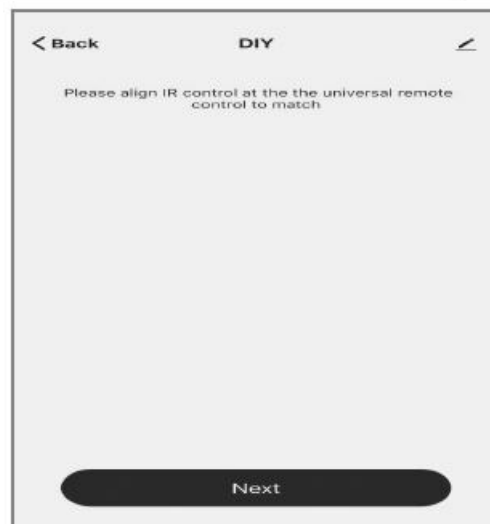 Back DIY
Please align IR control at the the universal remote
control to match
Next